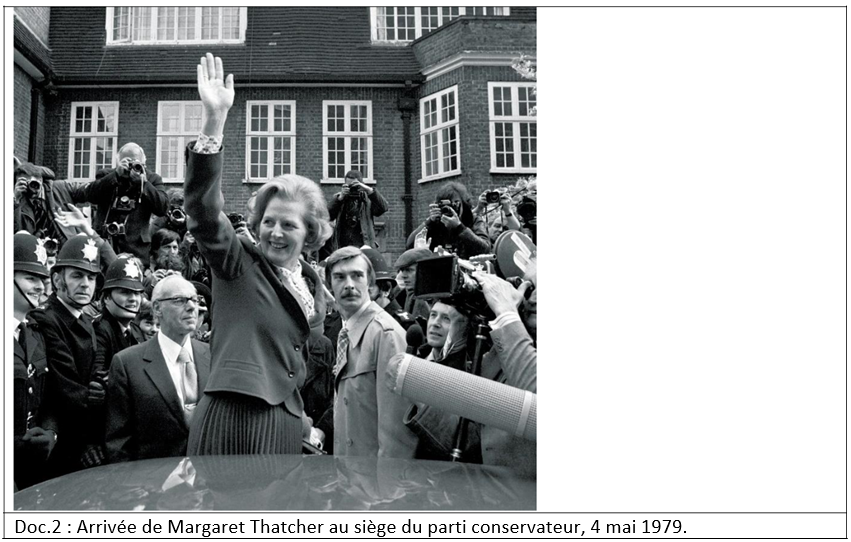 Doc.2 : Arrivée de Margaret Thatcher au siège du parti conservateur, 4 mai 1979.